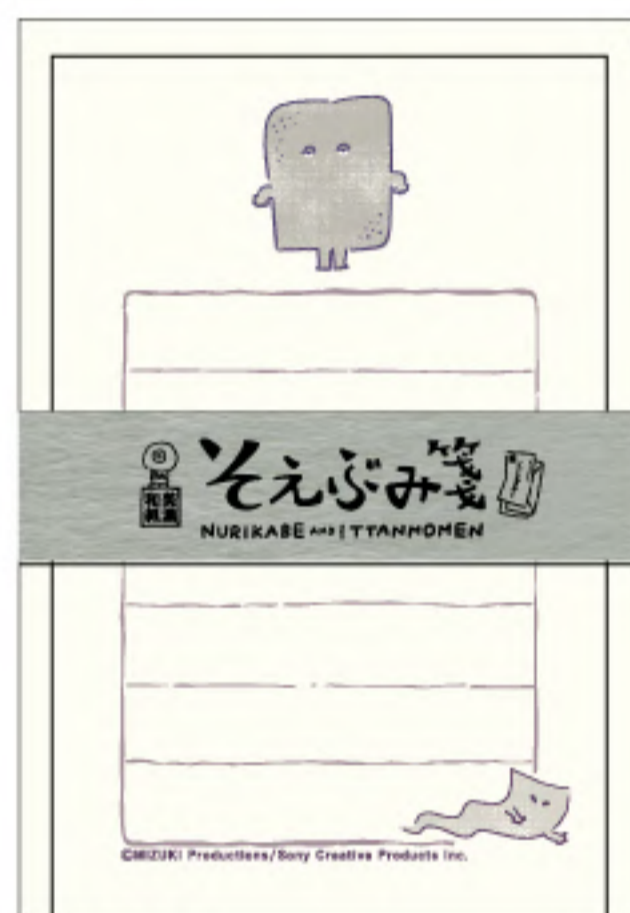 そえぶみ箋
NURIKABE AND ITTANMOMEN
©MIZUKI Productions/Sony Creative Products Inc.